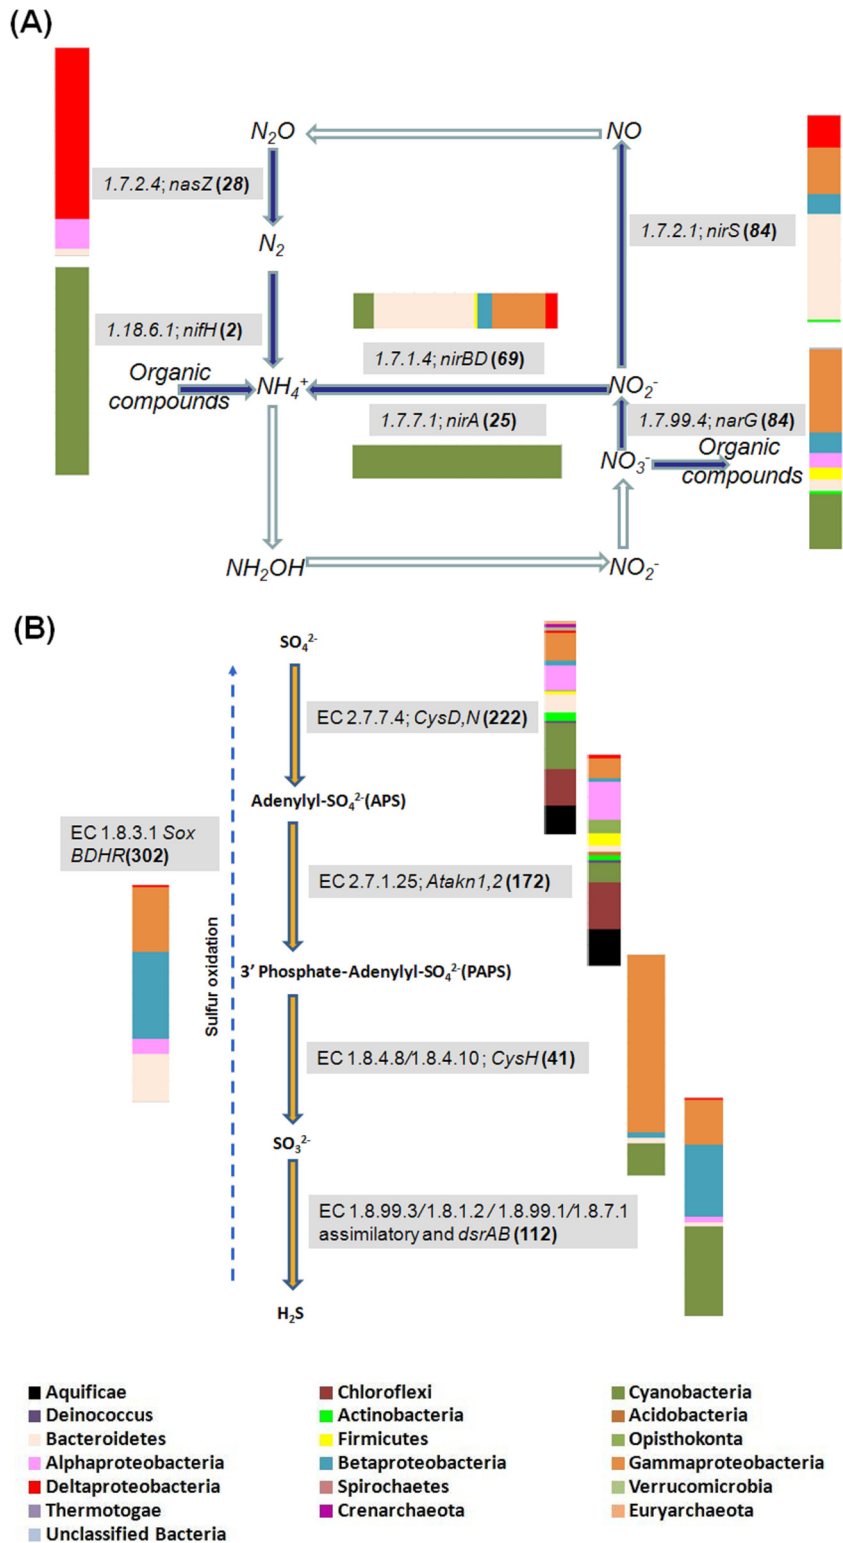 (A)
N₂O
NO
1.7.2.4; nasZ (28)
N₂
1.7.2.1; nirS (84)
1.18.6.1; nifH (2)
1.7.1.4; nirBD (69)
Organic
compounds
NH₄⁺
NO₂⁻
1.7.7.1; nirA (25)
1.7.99.4; narG (84)
NO₃⁻
Organic
compounds
NH₂OH
NO₂⁻
(B)
SO₄²⁻
EC 2.7.7.4; CysD,N (222)
Adenylyl-SO₄²⁻(APS)
EC 1.8.3.1 Sox
BDHR(302)
EC 2.7.1.25; Atakn1,2 (172)
Sulfur oxidation
3’ Phosphate-Adenylyl-SO₄²⁻(PAPS)
EC 1.8.4.8/1.8.4.10; CysH (41)
SO₃²⁻
EC 1.8.99.3/1.8.1.2 / 1.8.99.1/1.8.7.1
assimilatory and dsrAB (112)
H₂S
Aquificae
Chloroflexi
Cyanobacteria
Deinococcus
Actinobacteria
Acidobacteria
Bacteroidetes
Firmicutes
Opisthokonta
Alphaproteobacteria
Betaproteobacteria
Gammaproteobacteria
Deltaproteobacteria
Spirochaetes
Verrucomicrobia
Thermotogae
Crenarchaeota
Euryarchaeota
Unclassified Bacteria